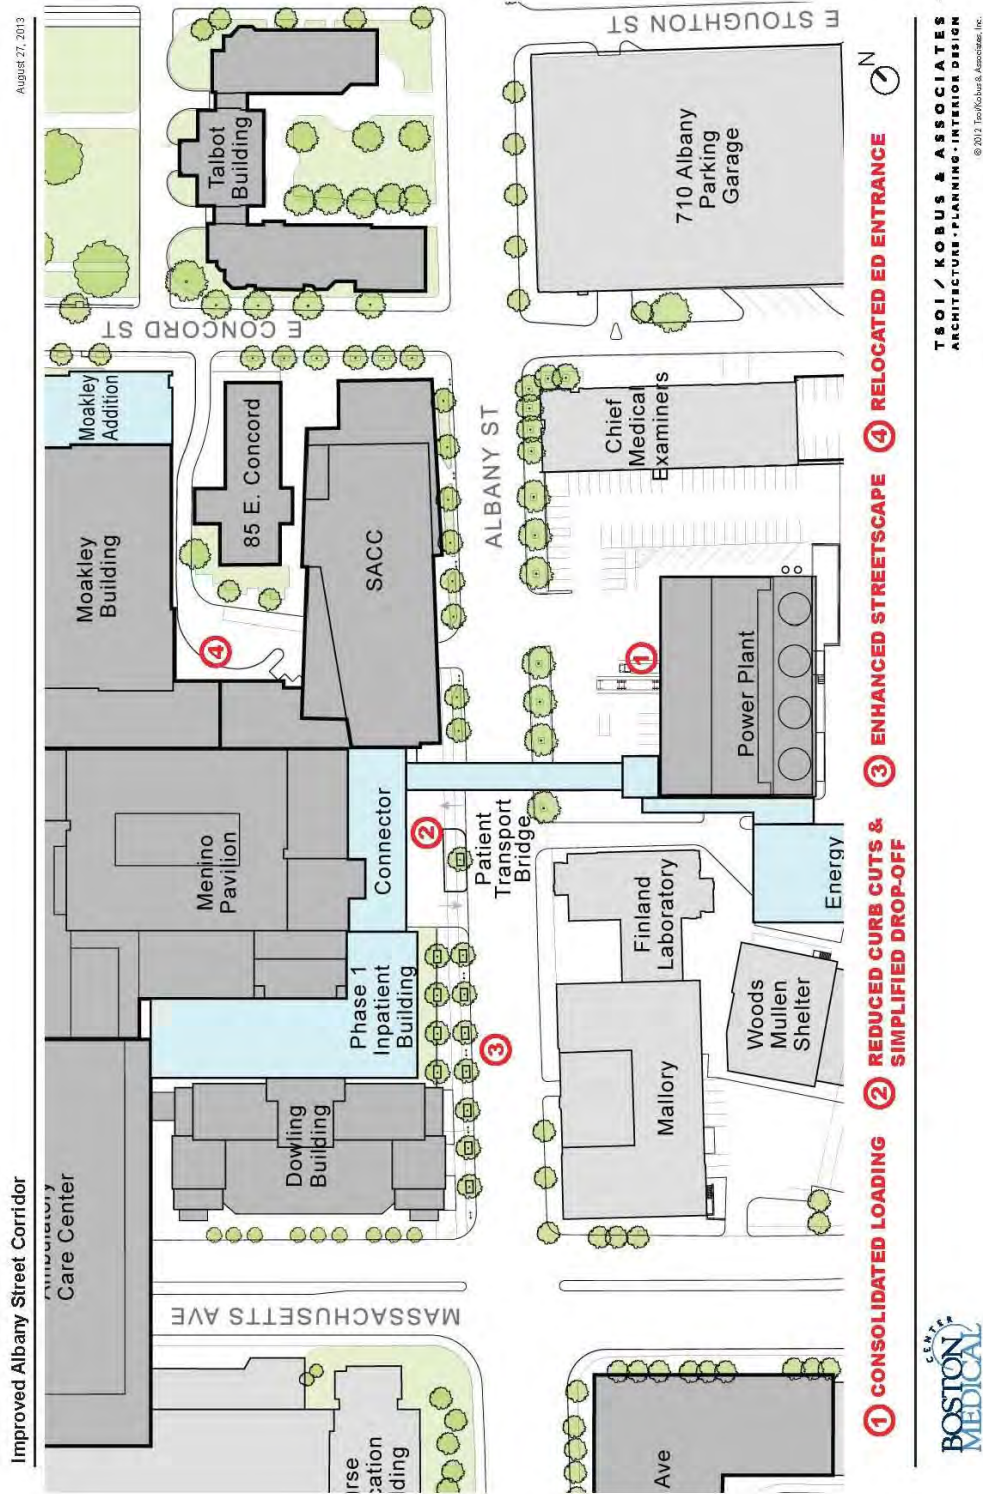 Improved Albany Street Corridor
August 27, 2013
Care Center
Moakley
Building
Moakley
Addition
Talbot
Building
E CONCORD ST
85 E. Concord
SACC
4
Menino
Pavilion
Connector
Phase 1
Inpatient
Building
Dowling
Building
MASSACHUSETTS AVE
2
3
Patient
Transport
Bridge
ALBANY ST
E STOUGHTON ST
710 Albany
Parking
Garage
Chief
Medical
Examiners
1
Power Plant
Finland
Laboratory
Energy
Woods
Mullen
Shelter
Mallory
Ave
N
1 CONSOLIDATED LOADING
2 REDUCED CURB CUTS &
SIMPLIFIED DROP-OFF
3 ENHANCED STREETSCAPE
4 RELOCATED ED ENTRANCE
BOSTON
MEDICAL
CENTER
TSOI / KOBUS & ASSOCIATES
ARCHITECTURE • PLANNING • INTERIOR DESIGN
© 2012 Tsoi/Kobus & Associates, Inc.